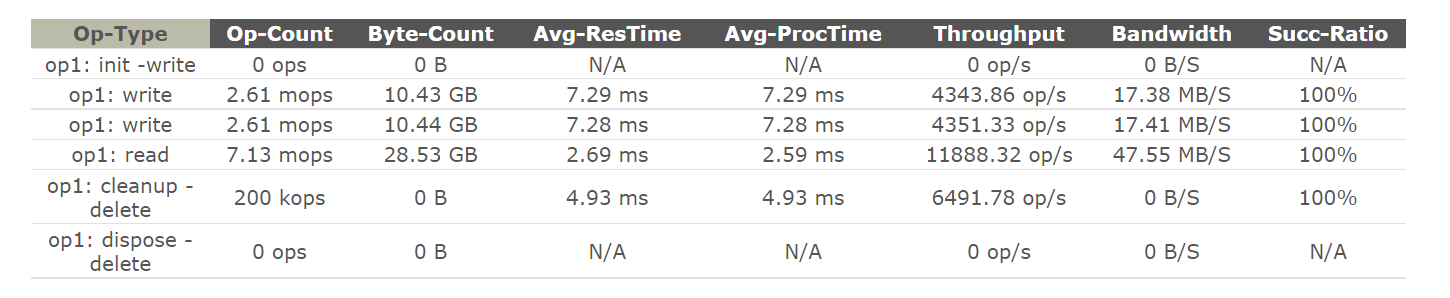 Op-Type Op-Count Byte-Count Avg-ResTime Avg-ProcTime Throughput Bandwidth Succ-Ratio
op1: init -write 0 ops 0 B N/A N/A 0 op/s 0 B/S N/A
op1: write 2.61 mops 10.43 GB 7.29 ms 7.29 ms 4343.86 op/s 17.38 MB/S 100%
op1: write 2.61 mops 10.44 GB 7.28 ms 7.28 ms 4351.33 op/s 17.41 MB/S 100%
op1: read 7.13 mops 28.53 GB 2.69 ms 2.59 ms 11888.32 op/s 47.55 MB/S 100%
op1: cleanup -
delete 200 kops 0 B 4.93 ms 4.93 ms 6491.78 op/s 0 B/S 100%
op1: dispose -
delete 0 ops 0 B N/A N/A 0 op/s 0 B/S N/A